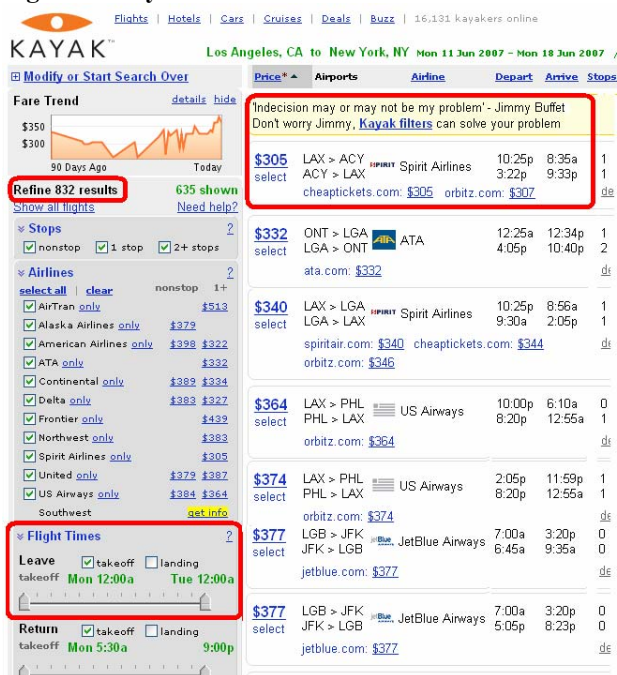 Flights | Hotels | Cars | Cruises | Deals | Buzz | 16,131 kayakers online
KAYAK
Los Angeles, CA to New York, NY Mon 11 Jun 2007 - Mon 18 Jun 2007 /
Modify or Start Search Over
Fare Trend details hide
$350
$300
90 Days Ago Today
Refine 832 results 635 shown
Show all flights Need help?
Stops ?
nonstop 1 stop 2+ stops
Airlines ?
select all | clear nonstop 1+
AirTran only $513
Alaska Airlines only $379
American Airlines only $398 $322
ATA only $332
Continental only $389 $334
Delta only $383 $327
Frontier only $439
Northwest only $383
Spirit Airlines only $305
United only $379 $387
US Airways only $384 $364
Southwest get info
Flight Times ?
Leave takeoff landing
takeoff Mon 12:00a Tue 12:00a
Return takeoff landing
takeoff Mon 5:30a 9:00p
Price* Airports Airline Depart Arrive Stops
'Indecision may or may not be my problem' - Jimmy Buffet
Don't worry Jimmy, Kayak filters can solve your problem
$305 LAX > ACY SPIRIT Spirit Airlines 10:25p 8:35a 1
select ACY > LAX 3:22p 9:33p 1
cheaptickets.com: $305 orbitz.com: $307 de
$332 ONT > LGA ATA ATA 12:25a 12:34p 1
select LGA > ONT 4:05p 10:40p 2
ata.com: $332 de
$340 LAX > LGA SPIRIT Spirit Airlines 10:25p 8:56a 1
select LGA > LAX 9:30a 2:05p 1
spiritair.com: $340 cheaptickets.com: $344 de
orbitz.com: $346
$364 LAX > PHL US Airways 10:00p 6:10a 0
select PHL > LAX 8:20p 12:55a 1
orbitz.com: $364 de
$374 LAX > PHL US Airways 2:05p 11:59p 1
select PHL > LAX 8:20p 12:55a 1
orbitz.com: $374 de
$377 LGB > JFK jetBlue JetBlue Airways 7:00a 3:20p 0
select JFK > LGB 6:45a 9:35a 0
jetblue.com: $377 de
$377 LGB > JFK jetBlue JetBlue Airways 7:00a 3:20p 0
select JFK > LGB 5:05p 8:23p 0
jetblue.com: $377 de